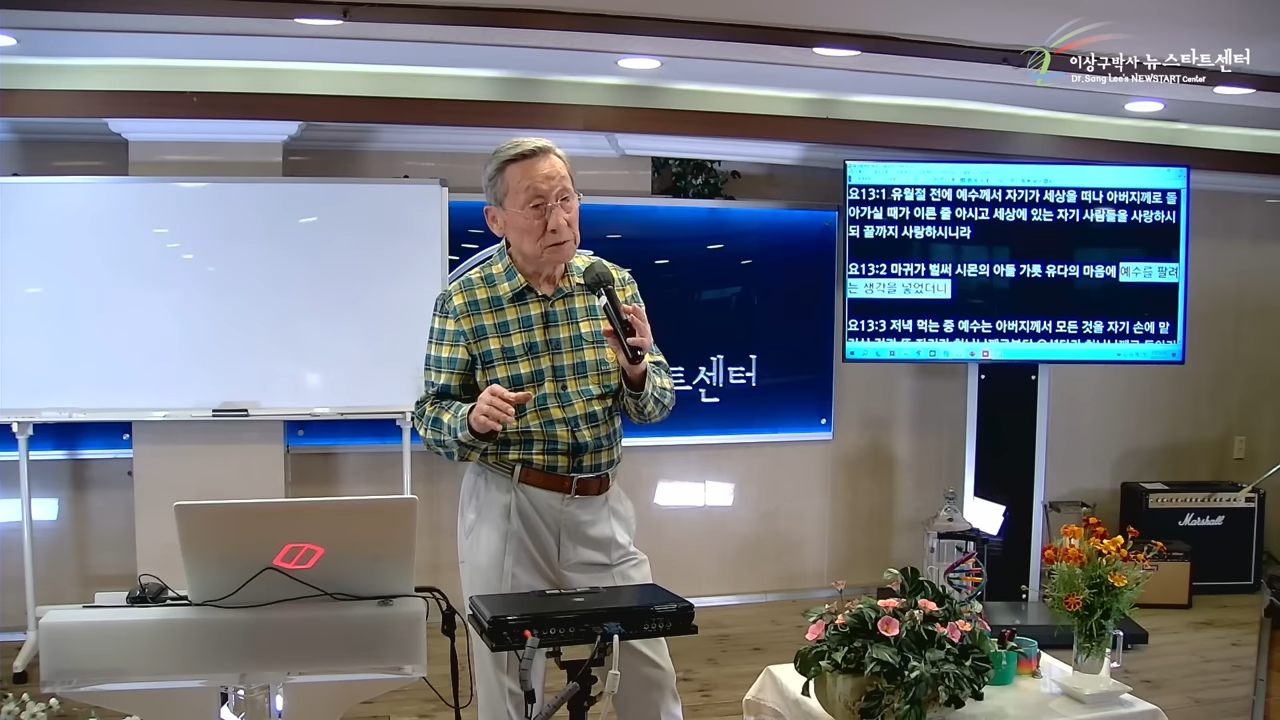 이상구박사 뉴스타트센터
Dr. Sang Lee's NEWSTART Center
요13:1 유월절 전에 예수께서 자기가 세상을 떠나 아버지께로 돌
아가실 때가 이른 줄 아시고 세상에 있는 자기 사람들을 사랑하시
되 끝까지 사랑하시니라
요13:2 마귀가 벌써 시몬의 아들 가룟 유다의 마음에 예수를 팔려
는 생각을 넣었더니
요13:3 저녁 먹는 중 예수는 아버지께서 모든 것을 자기 손에 맡
트센터
Marshall